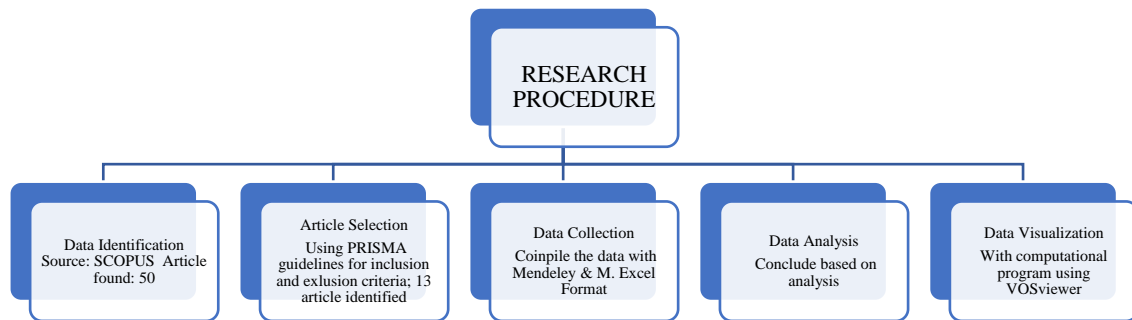 RESEARCH
PROCEDURE
Data Identification
Source: SCOPUS Article
found: 50
Article Selection
Using PRISMA
guidelines for inclusion
and exlusion criteria; 13
article identified
Data Collection
Coinpile the data with
Mendeley & M. Excel
Format
Data Analysis
Conclude based on
analysis
Data Visualization
With computational
program using
VOSviewer